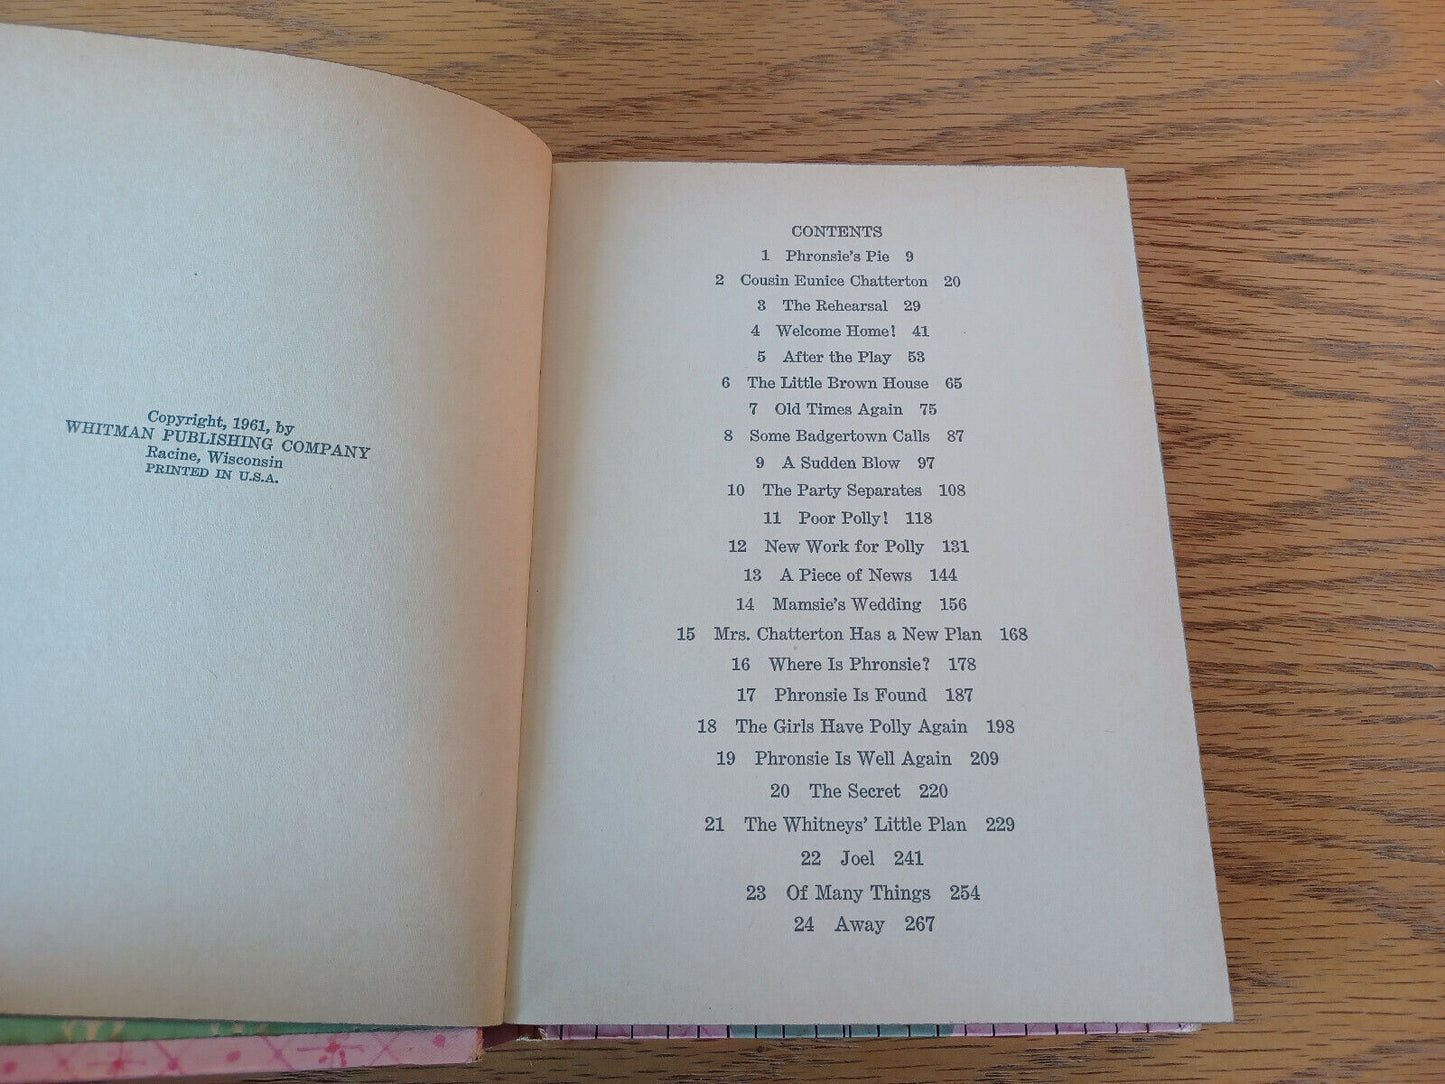 Copyright, 1961, by
WHITMAN PUBLISHING COMPANY
Racine, Wisconsin
PRINTED IN U.S.A.
CONTENTS
1 Phronsie's Pie 9
2 Cousin Eunice Chatterton 20
3 The Rehearsal 29
4 Welcome Home! 41
5 After the Play 53
6 The Little Brown House 65
7 Old Times Again 75
8 Some Badgertown Calls 87
9 A Sudden Blow 97
10 The Party Separates 108
11 Poor Polly! 118
12 New Work for Polly 131
13 A Piece of News 144
14 Mamsie's Wedding 156
15 Mrs. Chatterton Has a New Plan 168
16 Where Is Phronsie? 178
17 Phronsie Is Found 187
18 The Girls Have Polly Again 198
19 Phronsie Is Well Again 209
20 The Secret 220
21 The Whitneys' Little Plan 229
22 Joel 241
23 Of Many Things 254
24 Away 267